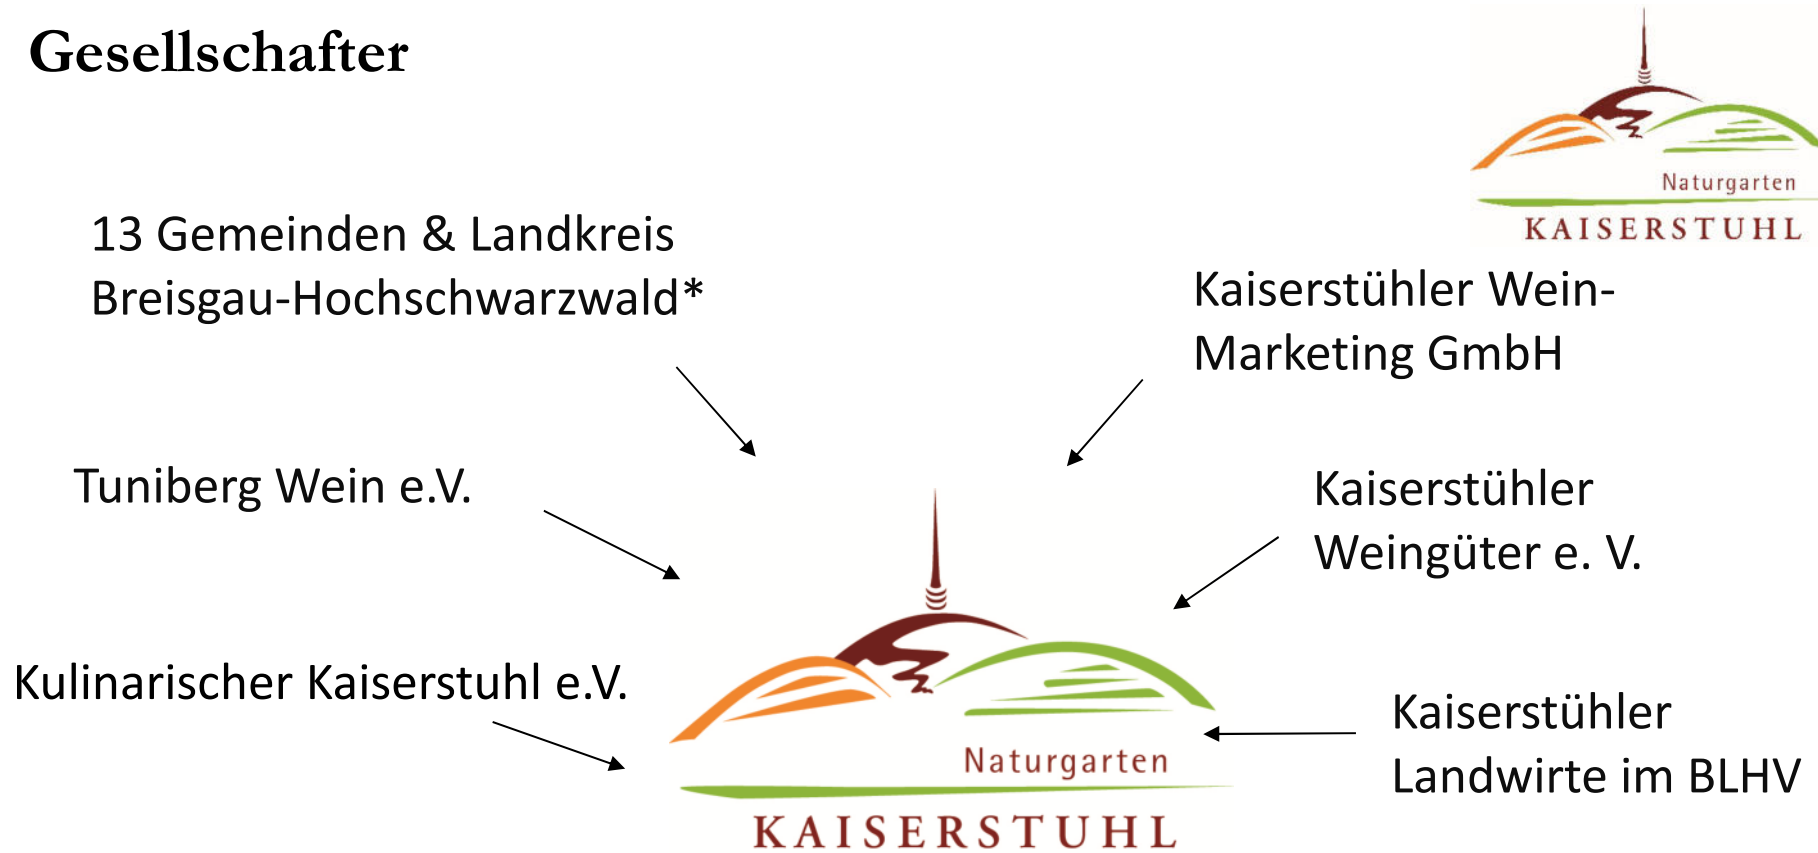 Gesellschafter
Naturgarten
KAISERSTUHL
13 Gemeinden & Landkreis
Breisgau-Hochschwarzwald*
Kaiserstühler Wein-
Marketing GmbH
Tuniberg Wein e.V.
Kaiserstühler
Weingüter e. V.
Kulinarischer Kaiserstuhl e.V.
Kaiserstühler
Landwirte im BLHV
Naturgarten
KAISERSTUHL